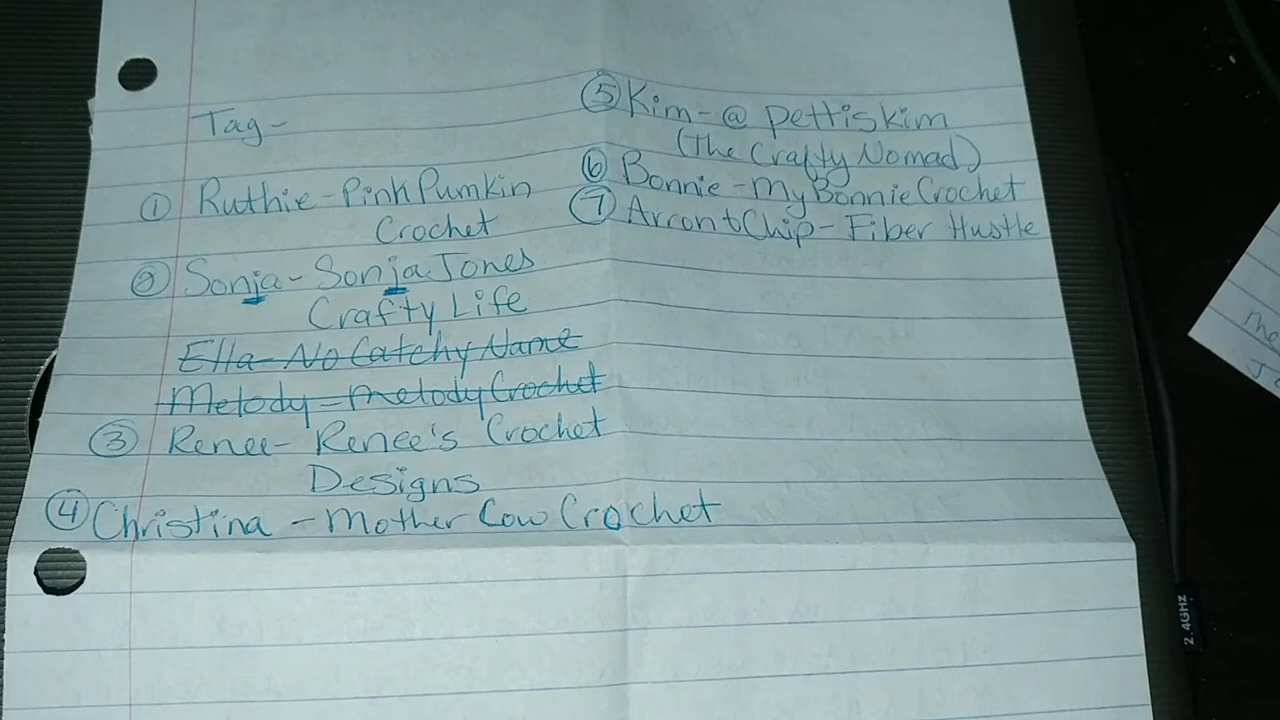 Tag-
① Ruthie-Pink Pumkin
Crochet
② Sonja-Sonja Jones
Crafty Life
Ella-No Catchy Name
Melody-Melody Crochet
③ Renee-Renee's Crochet
Designs
④ Christina-Mother Cow Crochet
⑤ Kim-@pettiskim
(The Crafty Nomad)
⑥ Bonnie-My Bonnie Crochet
⑦ Chip-Fiber Hustle
2.4GHZ